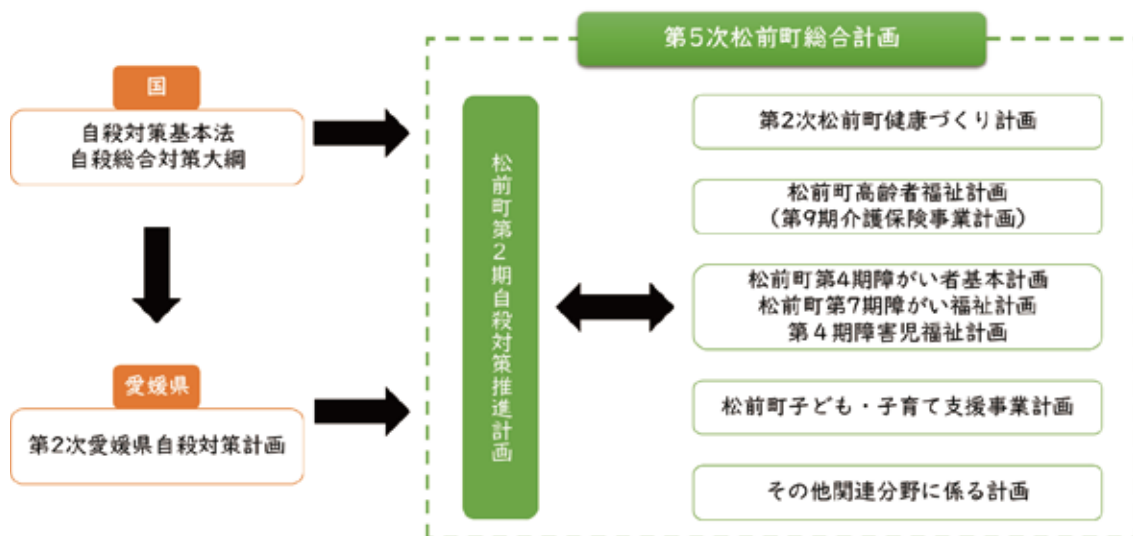 第5次松前町総合計画
国
自殺対策基本法
自殺総合対策大綱
愛媛県
第2次愛媛県自殺対策計画
松前町第2期自殺対策推進計画
第2次松前町健康づくり計画
松前町高齢者福祉計画
(第9期介護保険事業計画)
松前町第4期障がい者基本計画
松前町第7期障がい福祉計画
第4期障害児福祉計画
松前町子ども・子育て支援事業計画
その他関連分野に係る計画